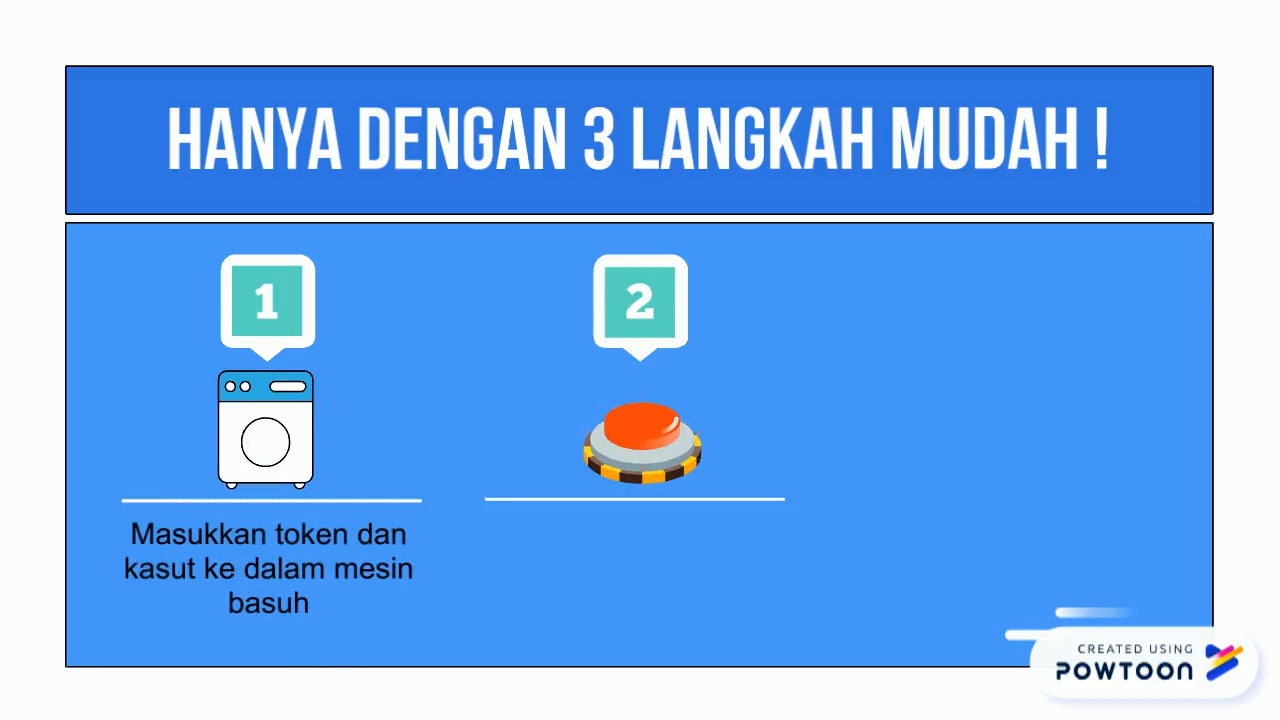 HANYA DENGAN 3 LANGKAH MUDAH !
1
2
Masukkan token dan
kasut ke dalam mesin
basuh
CREATED USING
POWTOON